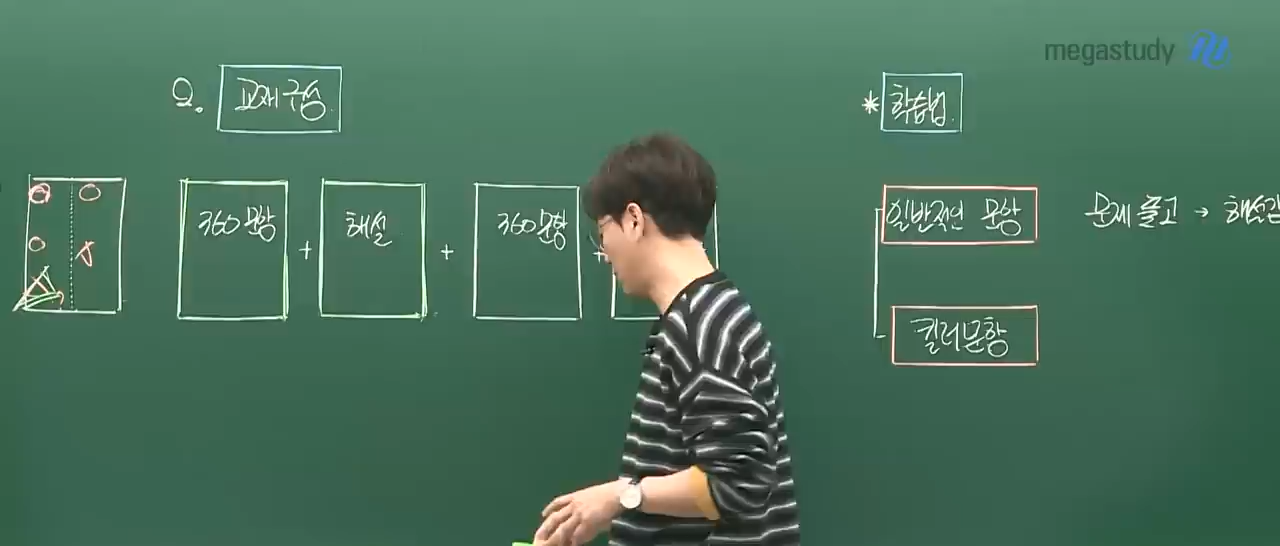 megastudy M
Q. 교재구성
* 학습법.
360문항 + 해설 + 360문항 +
일반적인 문항
문제 풀고 → 해설강
킬러문항